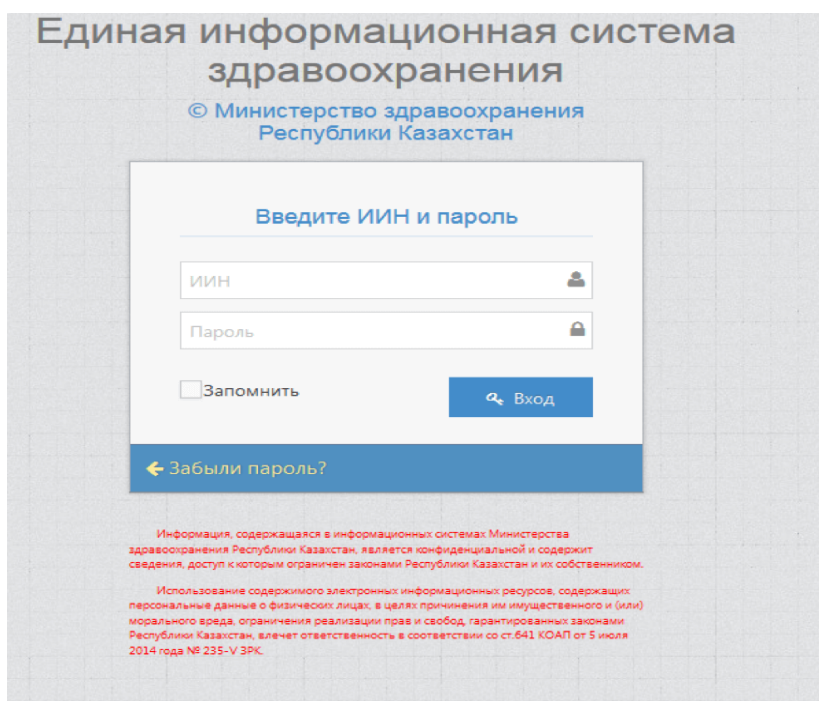 Единая информационная система
здравоохранения
© Министерство здравоохранения
Республики Казахстан
Введите ИИН и пароль
ИИН
Пароль
Запомнить
Вход
Забыли пароль?
Информация, содержащаяся в информационных системах Министерства
здравоохранения Республики Казахстан, является конфиденциальной и содержит
сведения, доступ к которым ограничен законами Республики Казахстан и их собственником.
Использование содержимого электронных информационных ресурсов, содержащих
персональные данные о физических лицах, в целях причинения им имущественного и (или)
морального вреда, ограничения реализации прав и свобод, гарантированных законами
Республики Казахстан, влечет ответственность в соответствии со ст.641 КОАП от 5 июля
2014 года № 235-V ЗРК.